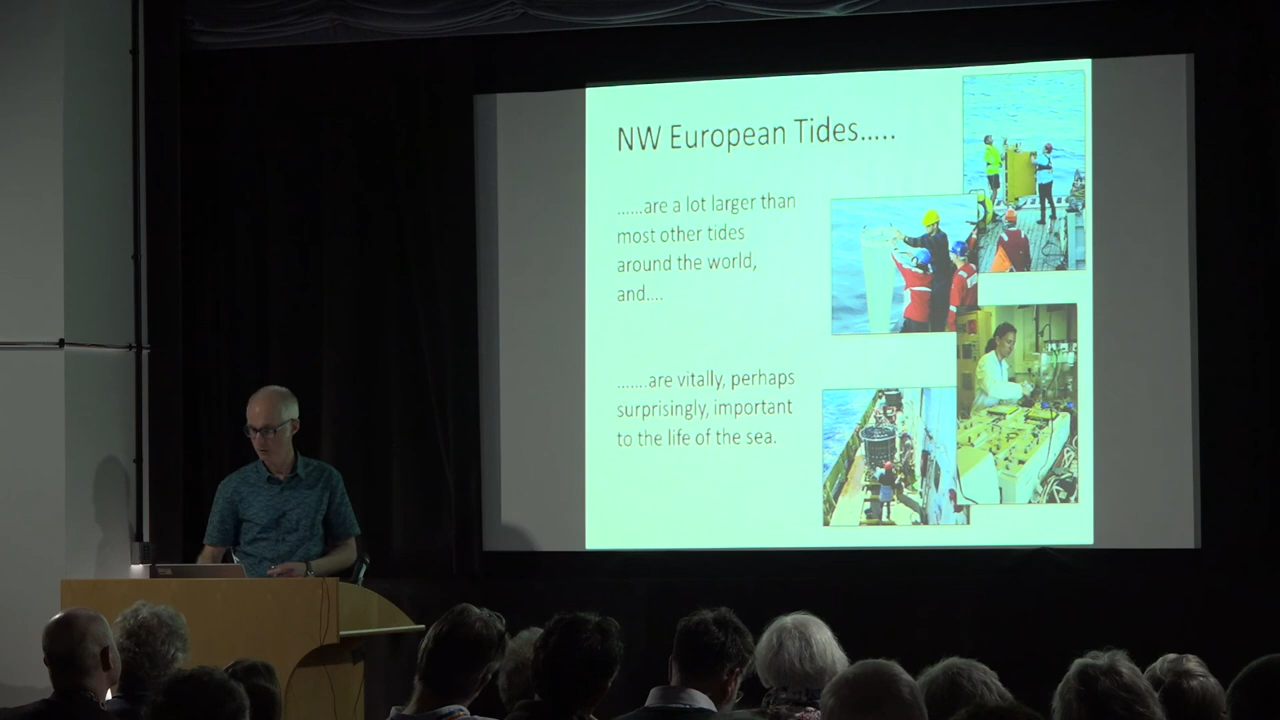 NW European Tides.....
......are a lot larger than
most other tides
around the world,
and....
.......are vitally, perhaps
surprisingly, important
to the life of the sea.